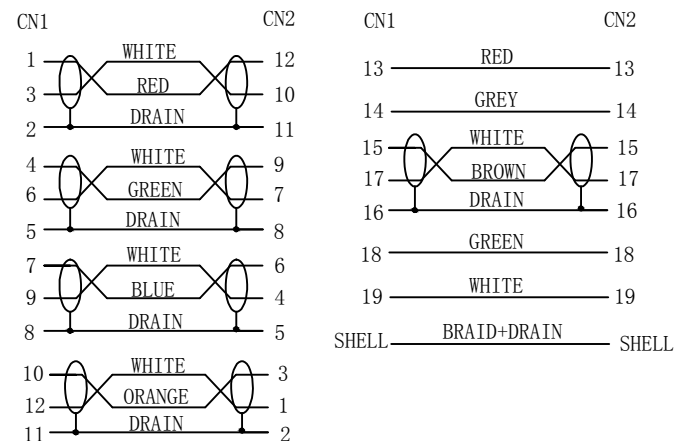 CN1 CN2
1 WHITE 12
3 RED 10
2 DRAIN 11
4 WHITE 9
6 GREEN 7
5 DRAIN 8
7 WHITE 6
9 BLUE 4
8 DRAIN 5
10 WHITE 3
12 ORANGE 1
11 DRAIN 2
CN1 CN2
13 RED 13
14 GREY 14
15 WHITE 15
17 BROWN 17
16 DRAIN 16
18 GREEN 18
19 WHITE 19
SHELL BRAID+DRAIN SHELL